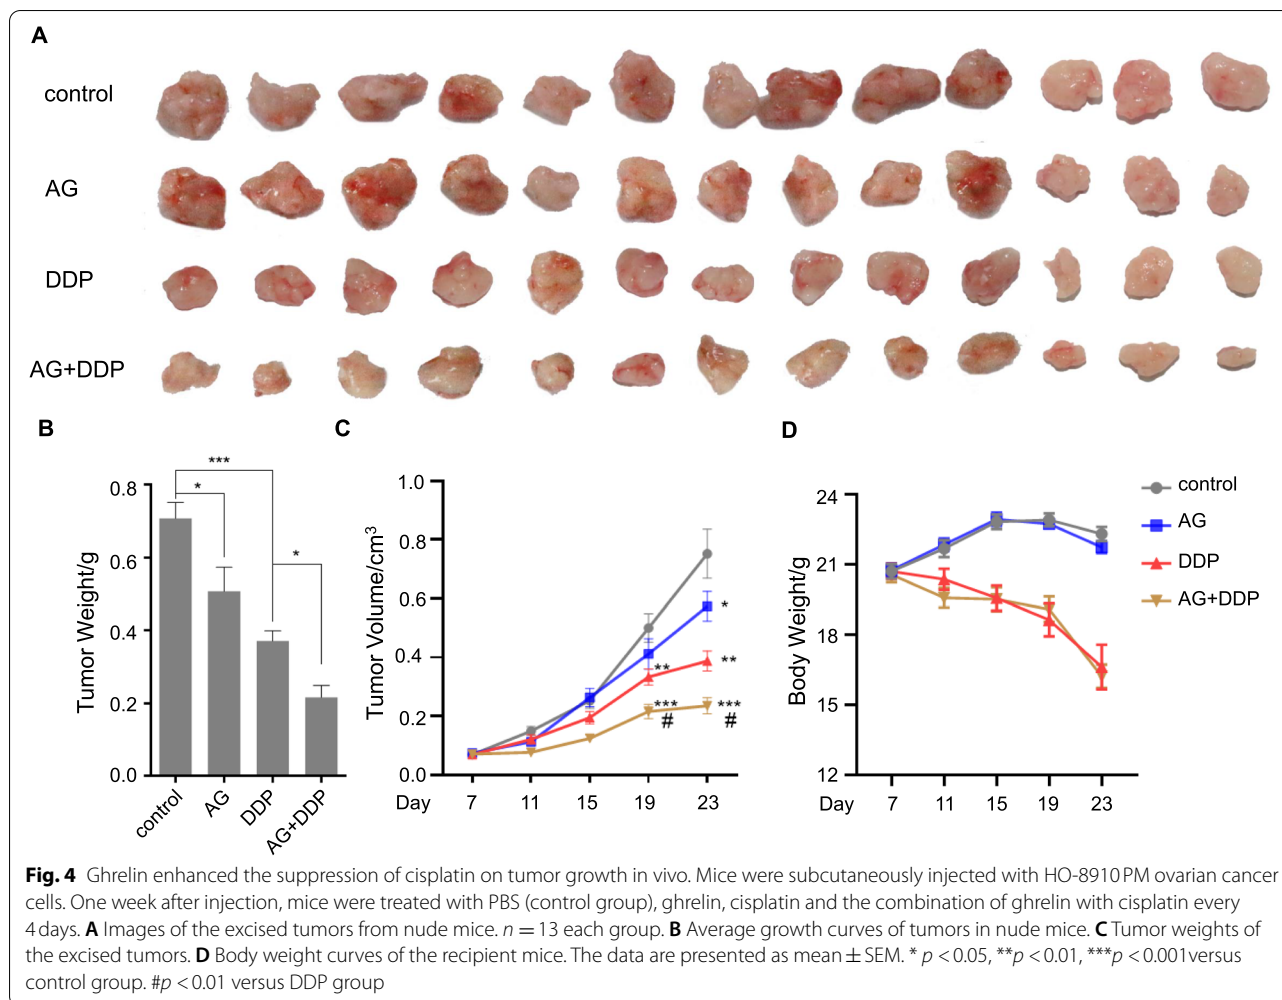 A
control
AG
DDP
AG+DDP
B
C
D
Tumor Weight/g
0.8
0.6
0.4
0.2
0.0
***
*
*
control
AG
DDP
AG+DDP
Tumor Volume/cm³
1.0
0.8
0.6
0.4
0.2
0.0
*
**
**
***
#
***
#
Day 7 11 15 19 23
Body Weight/g
24
21
18
15
12
Day 7 11 15 19 23
control
AG
DDP
AG+DDP
Fig. 4 Ghrelin enhanced the suppression of cisplatin on tumor growth in vivo. Mice were subcutaneously injected with HO-8910 PM ovarian cancer
cells. One week after injection, mice were treated with PBS (control group), ghrelin, cisplatin and the combination of ghrelin with cisplatin every
4 days. A Images of the excised tumors from nude mice. n = 13 each group. B Average growth curves of tumors in nude mice. C Tumor weights of
the excised tumors. D Body weight curves of the recipient mice. The data are presented as mean ± SEM. * p < 0.05, **p < 0.01, ***p < 0.001versus
control group. #p < 0.01 versus DDP group